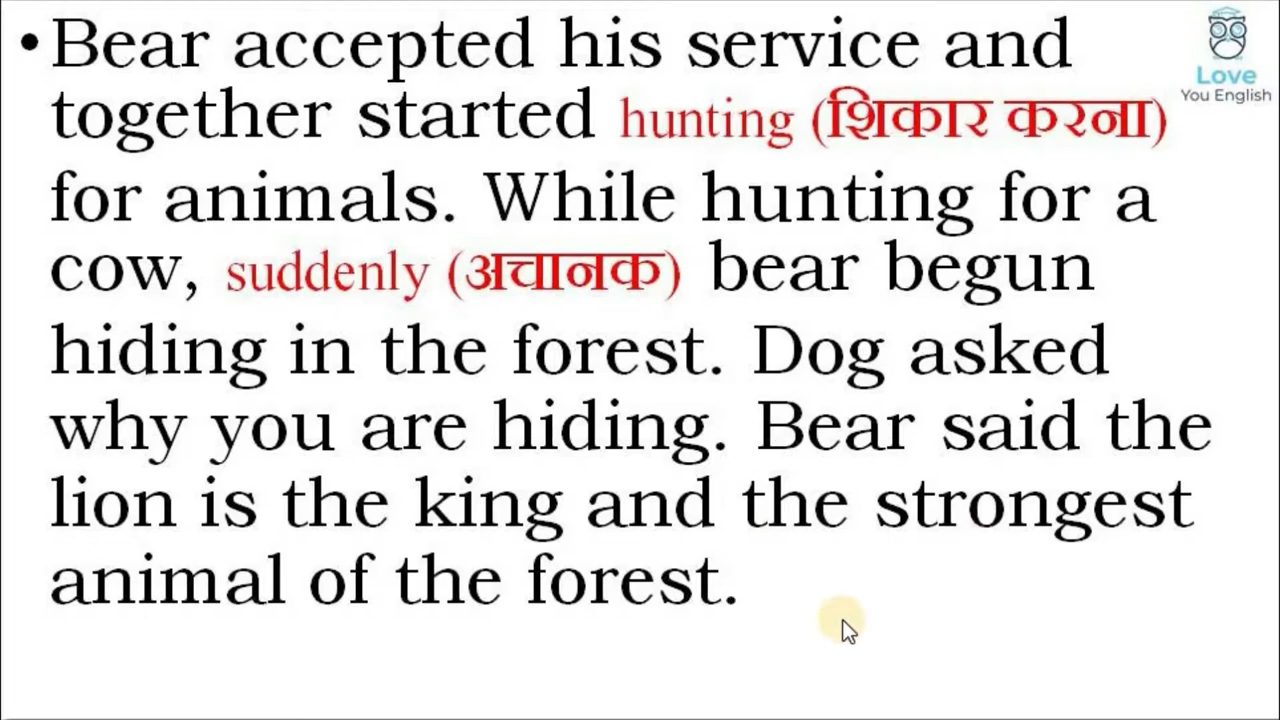 • Bear accepted his service and
together started hunting (शिकार करना)
for animals. While hunting for a
cow, suddenly (अचानक) bear begun
hiding in the forest. Dog asked
why you are hiding. Bear said the
lion is the king and the strongest
animal of the forest.
Love
You English